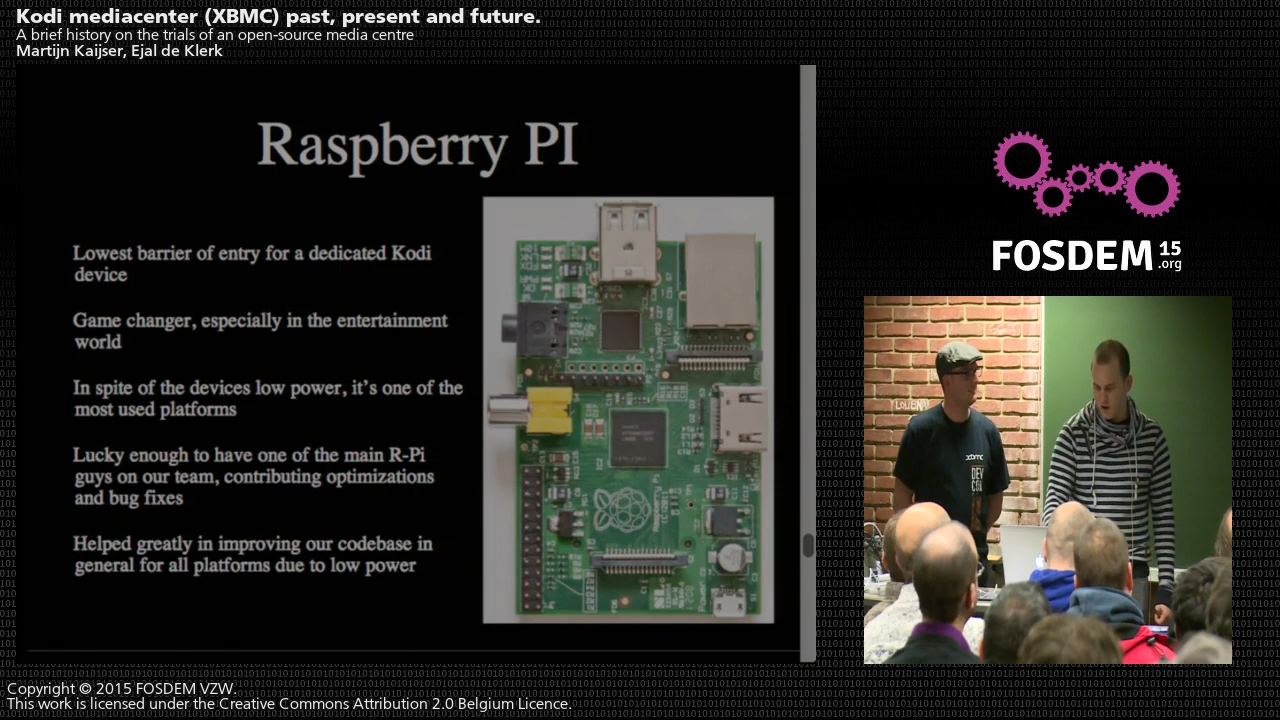 Kodi mediacenter (XBMC) past, present and future.
A brief history on the trials of an open-source media centre
Martijn Kaijser, Ejal de Klerk
Raspberry PI
Lowest barrier of entry for a dedicated Kodi
device
Game changer, especially in the entertainment
world
In spite of the devices low power, it's one of the
most used platforms
Lucky enough to have one of the main R-Pi
guys on our team, contributing optimizations
and bug fixes
Helped greatly in improving our codebase in
general for all platforms due to low power
FOSDEM 15
.org
xbmc
DEV
CON
Copyright © 2015 FOSDEM VZW.
This work is licensed under the Creative Commons Attribution 2.0 Belgium Licence.